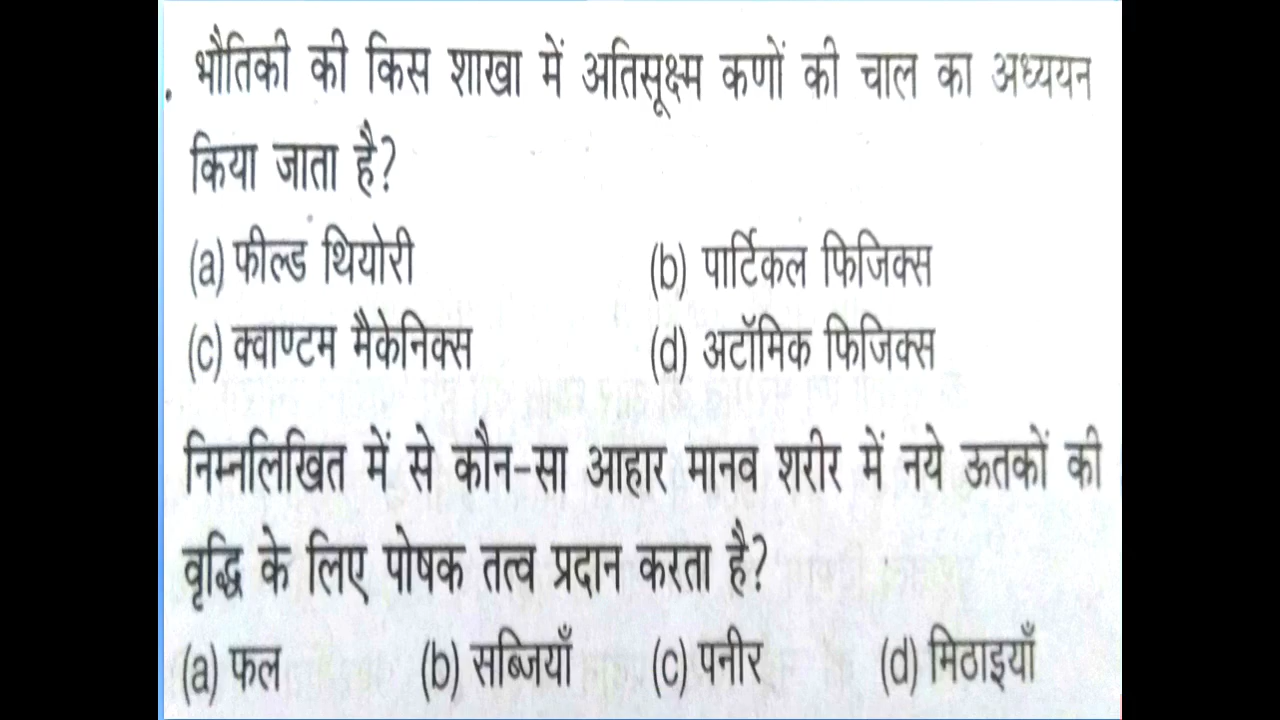 भौतिकी की किस शाखा में अतिसूक्ष्म कणों की चाल का अध्ययन
किया जाता है?
(a) फील्ड थियोरी (b) पार्टिकल फिजिक्स
(c) क्वाण्टम मैकेनिक्स (d) अटॉमिक फिजिक्स
निम्नलिखित में से कौन-सा आहार मानव शरीर में नये ऊतकों की
वृद्धि के लिए पोषक तत्व प्रदान करता है?
(a) फल (b) सब्जियाँ (c) पनीर (d) मिठाइयाँ